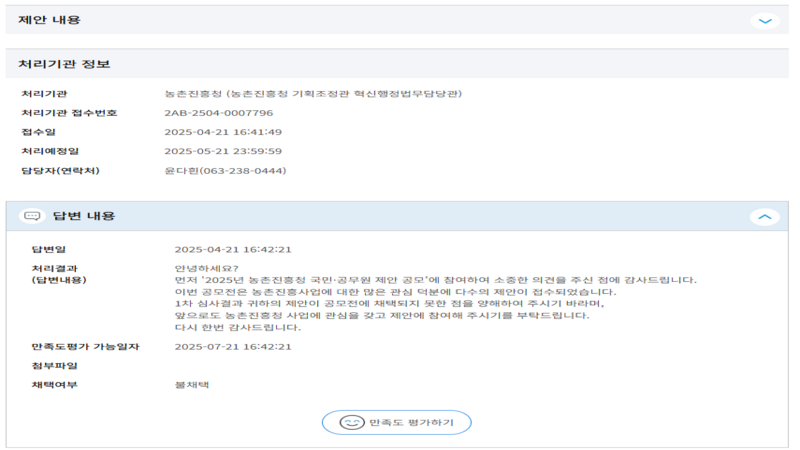 제안 내용
처리기관 정보
처리기관 농촌진흥청 (농촌진흥청 기획조정관 혁신행정법무담당관)
처리기관 접수번호 2AB-2504-0007796
접수일 2025-04-21 16:41:49
처리예정일 2025-05-21 23:59:59
담당자(연락처) 윤다힌(063-238-0444)
답변 내용
답변일 2025-04-21 16:42:21
처리결과 안녕하세요?
(답변내용) 먼저 '2025년 농촌진흥청 국민·공무원 제안 공모'에 참여하여 소중한 의견을 주신 점에 감사드립니다.
이번 공모전은 농촌진흥사업에 대한 많은 관심 덕분에 다수의 제안이 접수되었습니다.
1차 심사결과 귀하의 제안이 공모전에 채택되지 못한 점을 양해하여 주시기 바라며,
앞으로도 농촌진흥청 사업에 관심을 갖고 제안에 참여해 주시기를 부탁드립니다.
다시 한번 감사드립니다.
만족도평가 가능일자 2025-07-21 16:42:21
첨부파일
채택여부 불채택
만족도 평가하기